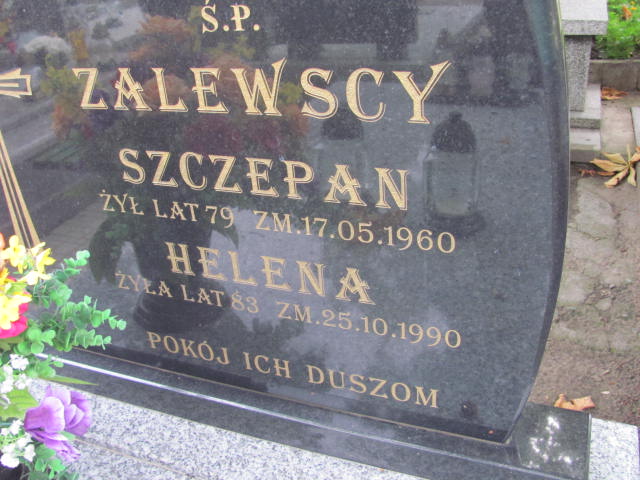 Ś.P.
ZALEWSCY
SZCZEPAN
ŻYŁ LAT 79 ZM. 17.05.1960
HELENA
ŻYŁA LAT 83 ZM. 25.10.1990
POKÓJ ICH DUSZOM